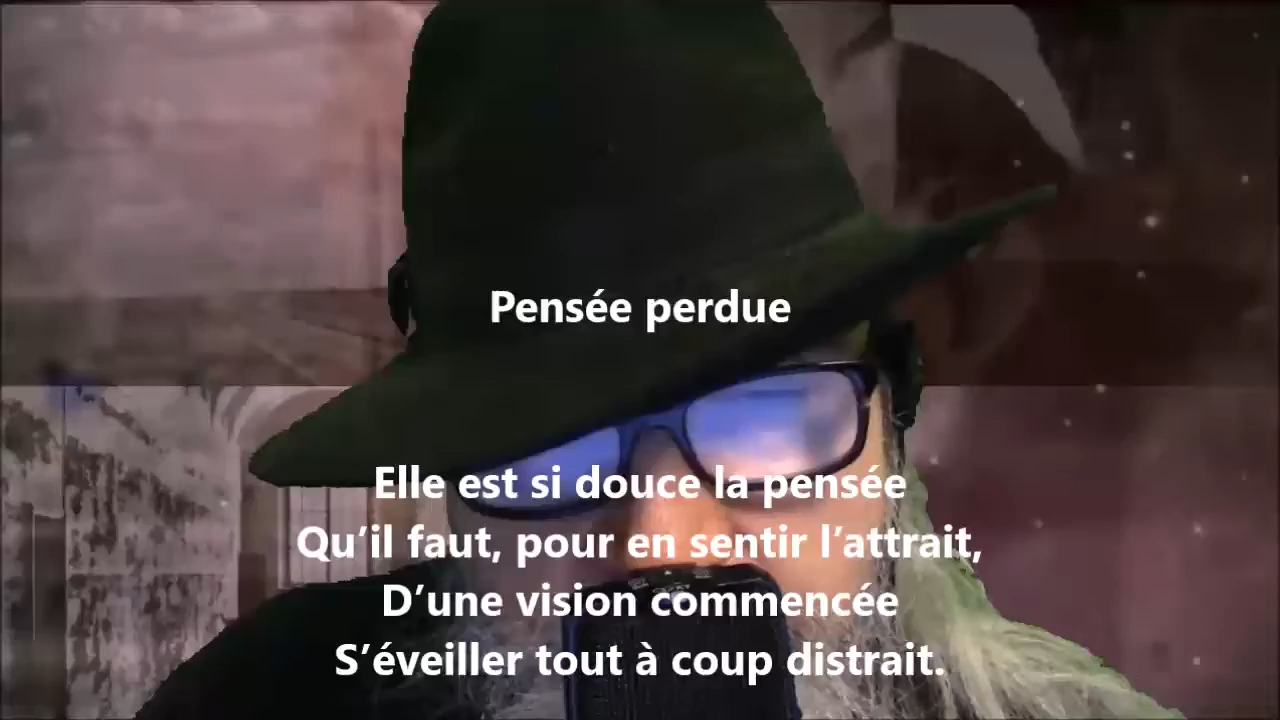 Pensée perdue
Elle est si douce la pensée
Qu’il faut, pour en sentir l’attrait,
D’une vision commencée
S’éveiller tout à coup distrait.